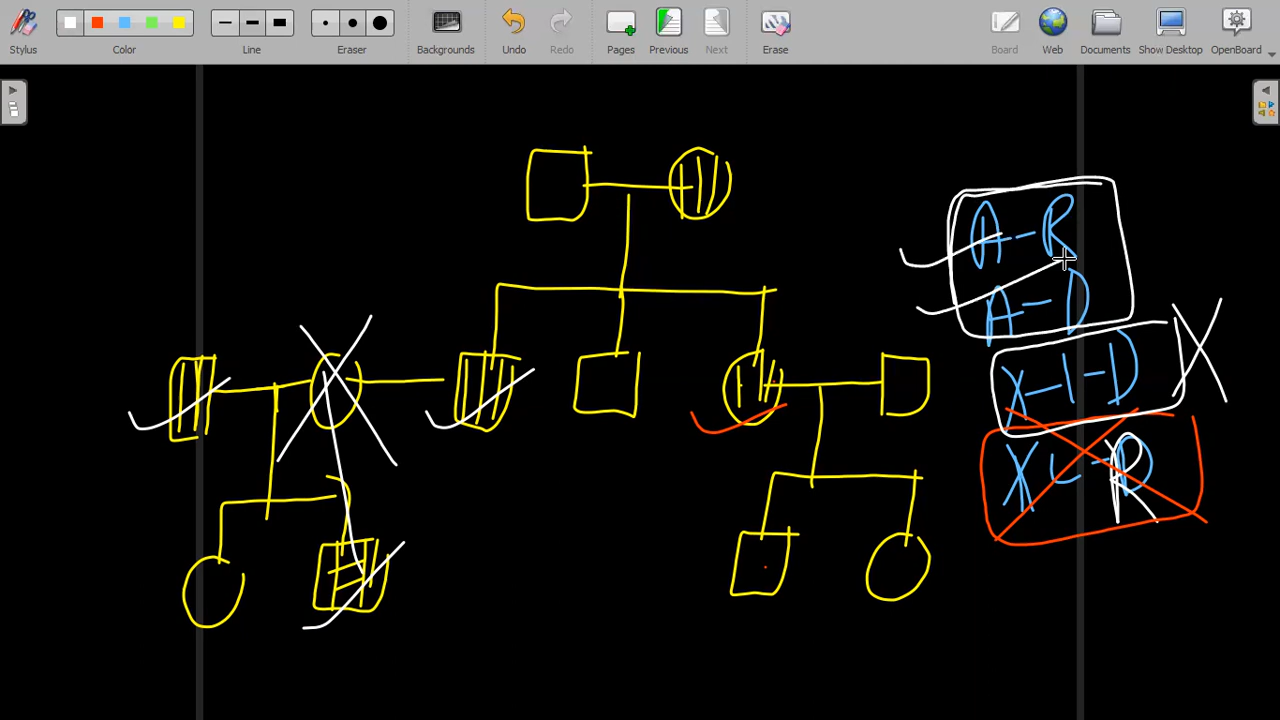 Stylus
Color
Line
Eraser
Backgrounds
Undo
Redo
Pages
Previous
Next
Erase
Board
Web
Documents
Show Desktop
OpenBoard
A-R
A-D
X-l-D
X
X L - R